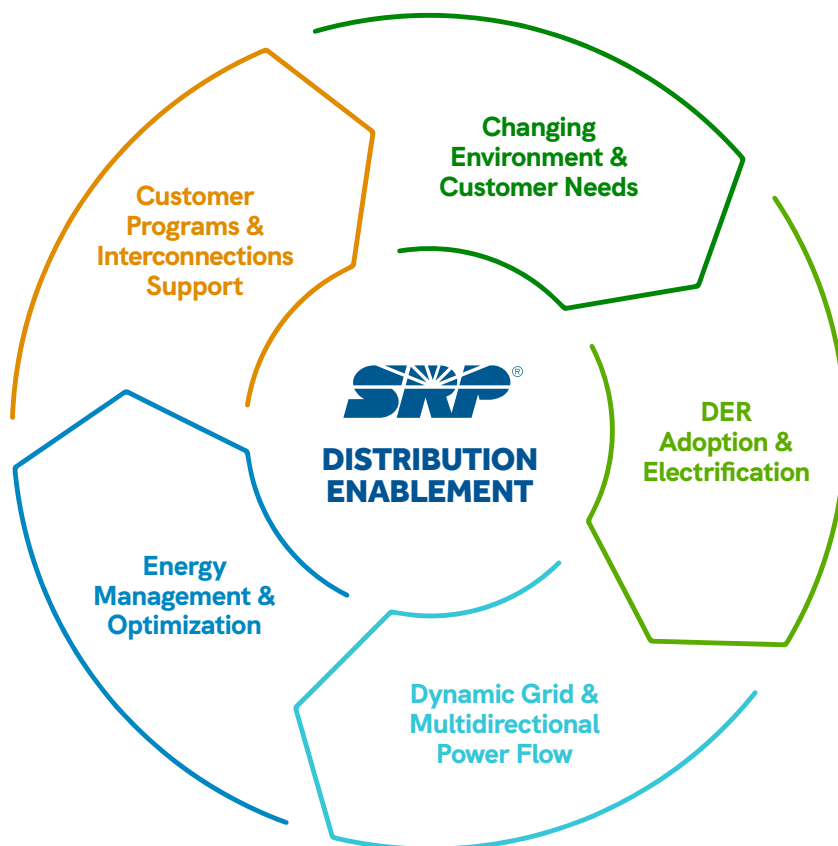 Changing
Environment &
Customer Needs
DER
Adoption &
Electrification
Dynamic Grid &
Multidirectional
Power Flow
Energy
Management &
Optimization
Customer
Programs &
Interconnections
Support
SRP®
DISTRIBUTION
ENABLEMENT